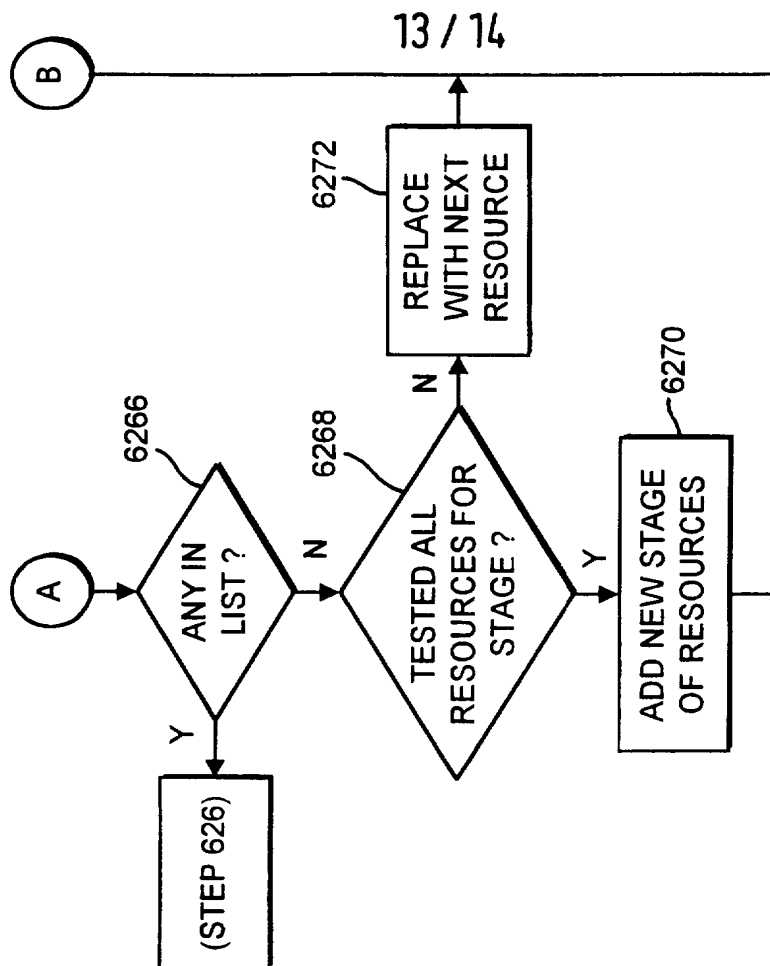 13 / 14
A
B
6266
ANY IN
LIST ?
Y
N
(STEP 626)
6268
TESTED ALL
RESOURCES FOR
STAGE ?
N
Y
6272
REPLACE
WITH NEXT
RESOURCE
6270
ADD NEW STAGE
OF RESOURCES